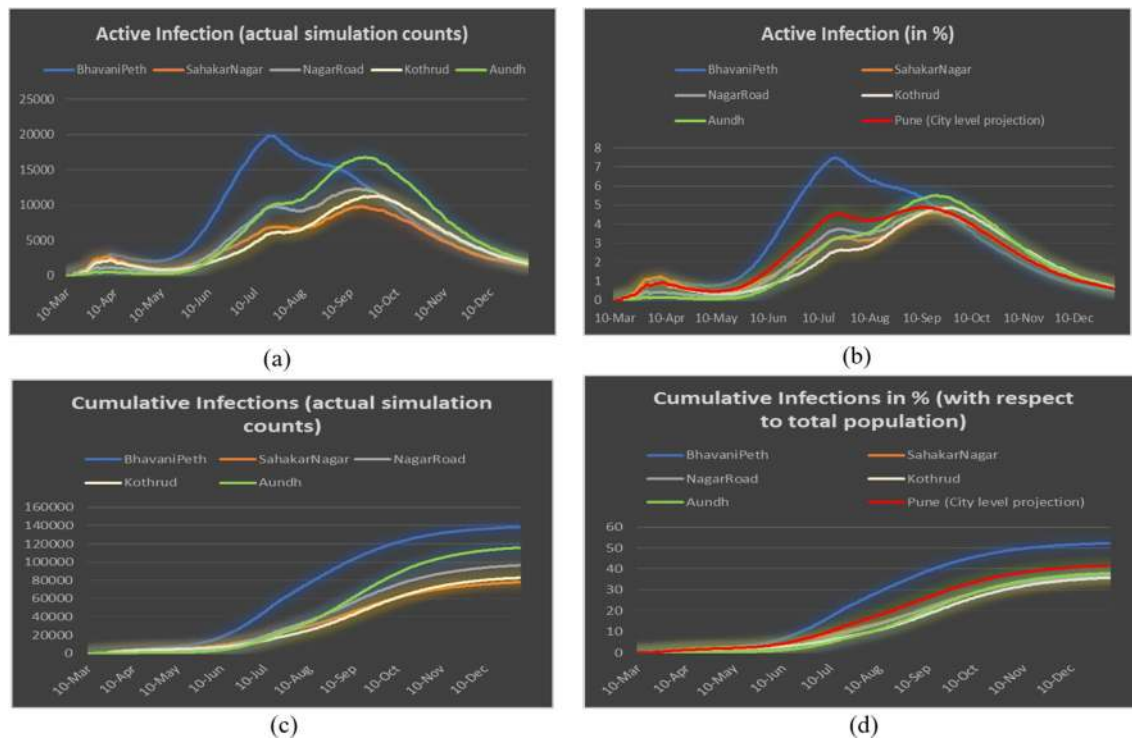 Active Infection (actual simulation counts)
BhavaniPeth SahakarNagar NagarRoad Kothrud Aundh
25000
20000
15000
10000
5000
0
10-Mar 10-Apr 10-May 10-Jun 10-Jul 10-Aug 10-Sep 10-Oct 10-Nov 10-Dec
(a)
Active Infection (in %)
BhavaniPeth SahakarNagar
NagarRoad Kothrud
Aundh Pune (City level projection)
8
7
6
5
4
3
2
1
0
10-Mar 10-Apr 10-May 10-Jun 10-Jul 10-Aug 10-Sep 10-Oct 10-Nov 10-Dec
(b)
Cumulative Infections (actual simulation
counts)
BhavaniPeth SahakarNagar NagarRoad
Kothrud Aundh
160000
140000
120000
100000
80000
60000
40000
20000
0
10-Mar 10-Apr 10-May 10-Jun 10-Jul 10-Aug 10-Sep 10-Oct 10-Nov 10-Dec
(c)
Cumulative Infections in % (with respect
to total population)
BhavaniPeth SahakarNagar
NagarRoad Kothrud
Aundh Pune (City level projection)
60
50
40
30
20
10
0
10-Mar 10-Apr 10-May 10-Jun 10-Jul 10-Aug 10-Sep 10-Oct 10-Nov 10-Dec
(d)